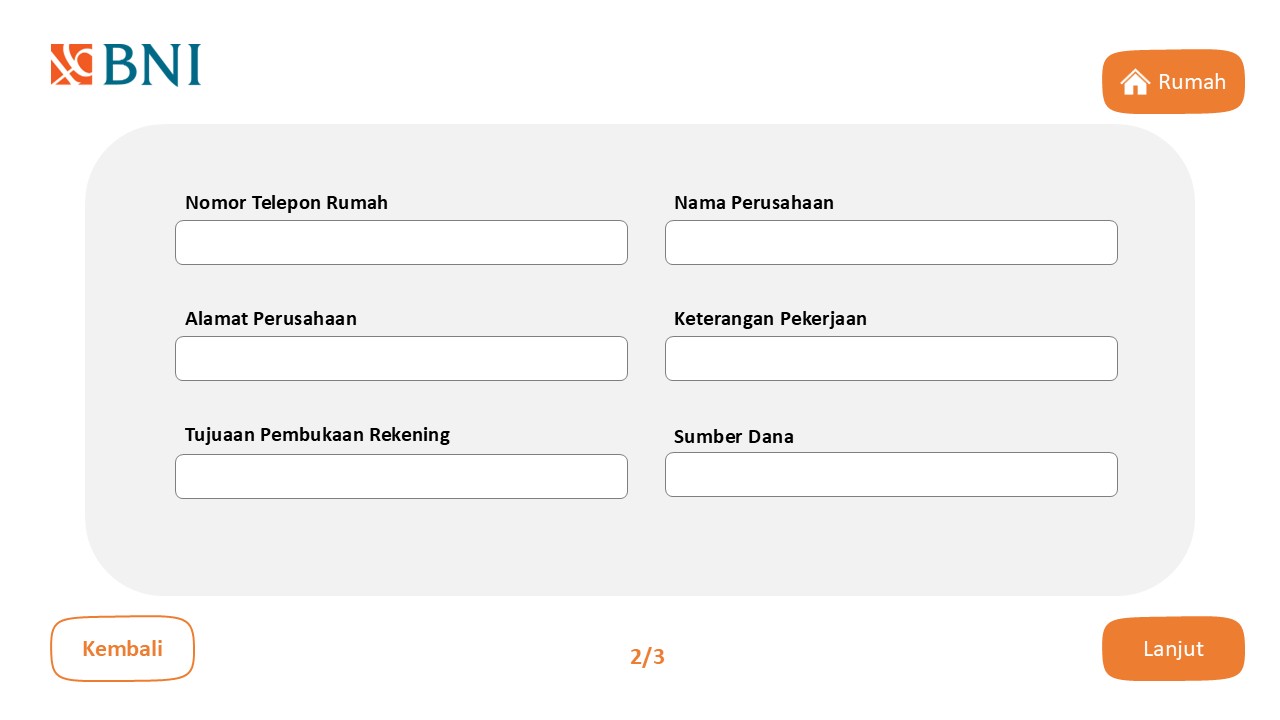 BNI
Rumah
Nomor Telepon Rumah
Nama Perusahaan
Alamat Perusahaan
Keterangan Pekerjaan
Tujuaan Pembukaan Rekening
Sumber Dana
Kembali
2/3
Lanjut